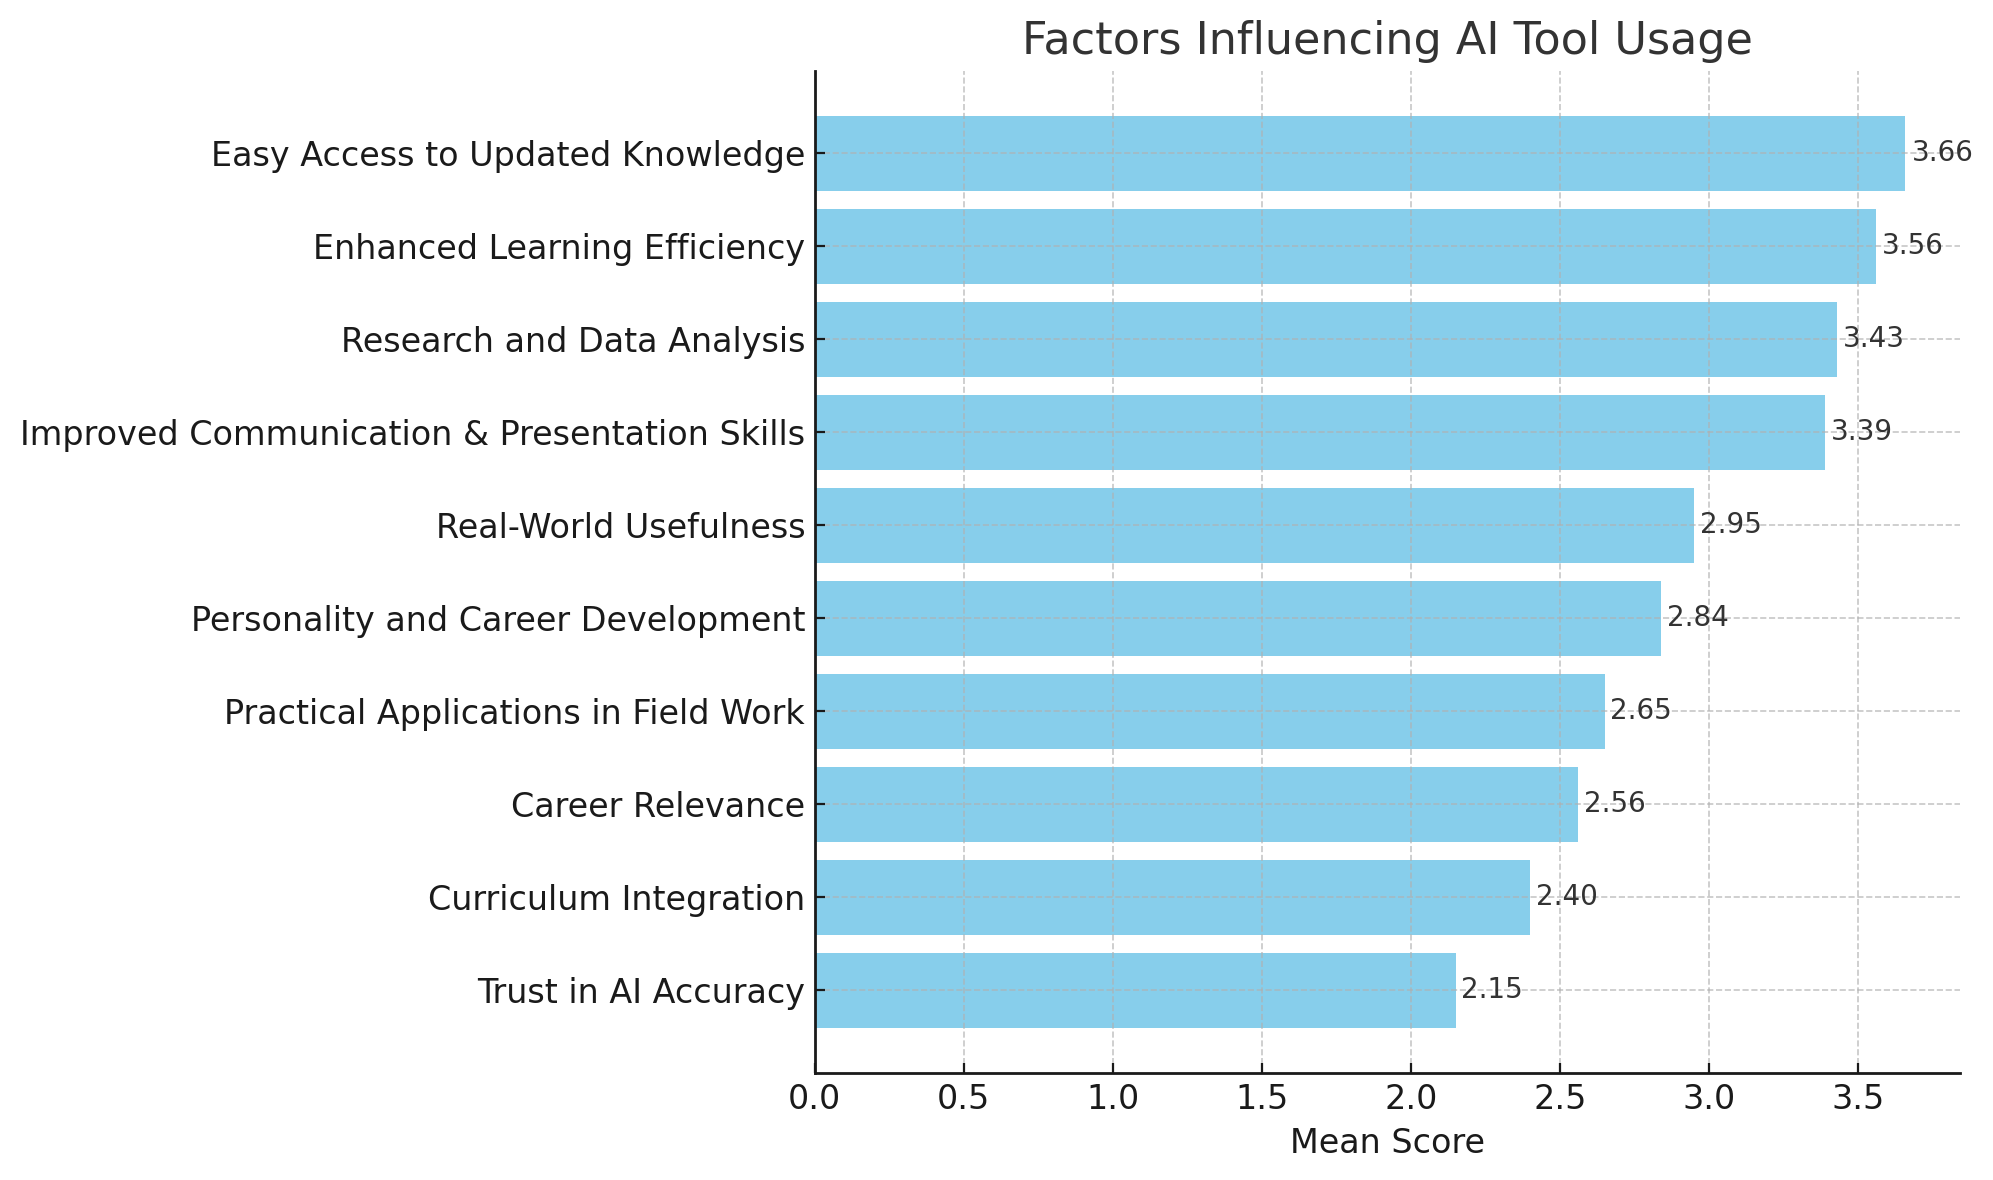 Factors Influencing AI Tool Usage
Easy Access to Updated Knowledge
3.66
Enhanced Learning Efficiency
3.56
Research and Data Analysis
3.43
Improved Communication & Presentation Skills
3.39
Real-World Usefulness
2.95
Personality and Career Development
2.84
Practical Applications in Field Work
2.65
Career Relevance
2.56
Curriculum Integration
2.40
Trust in AI Accuracy
2.15
0.0 0.5 1.0 1.5 2.0 2.5 3.0 3.5
Mean Score